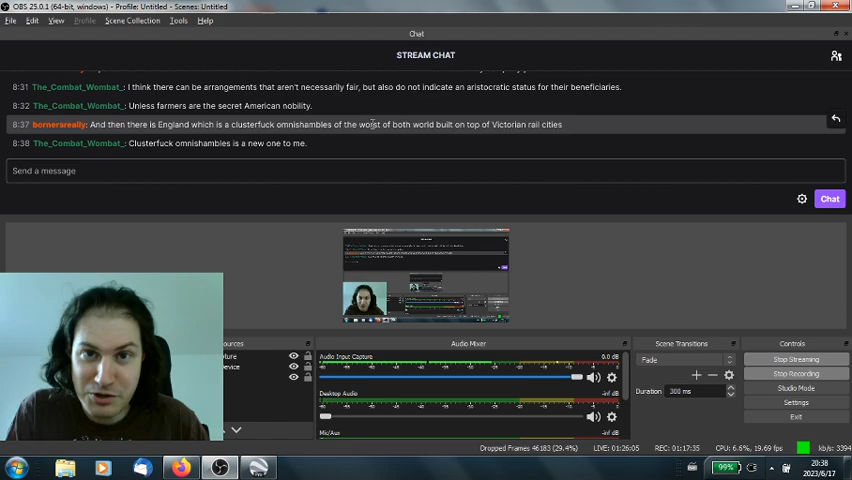 OBS 25.0.1 (64-bit, windows) - Profile: Untitled - Scenes: Untitled
File Edit View Profile Scene Collection Tools Help
Chat
STREAM CHAT
8:31 The_Combat_Wombat_: I think there can be arrangements that aren't necessarily fair, but also do not indicate an aristocratic status for their beneficiaries.
8:32 The_Combat_Wombat_: Unless farmers are the secret American nobility.
8:37 bornersreally: And then there is England which is a clusterfuck omnishambles of the worst of both world built on top of Victorian rail cities
8:38 The_Combat_Wombat_: Clusterfuck omnishambles is a new one to me.
Send a message
Chat
ources
Audio Mixer
Scene Transitions
Controls
Audio Input Capture 0.0 dB
Fade
Stop Streaming
Stop Recording
Desktop Audio -inf dB
Duration 300 ms
Studio Mode
Settings
Mic/Aux -inf dB
Exit
Dropped Frames 46183 (29.4%) LIVE: 01:26:05 REC: 01:17:35 CPU: 6.6%, 19.69 fps kb/s: 3394
99%
20:38
2023/6/17